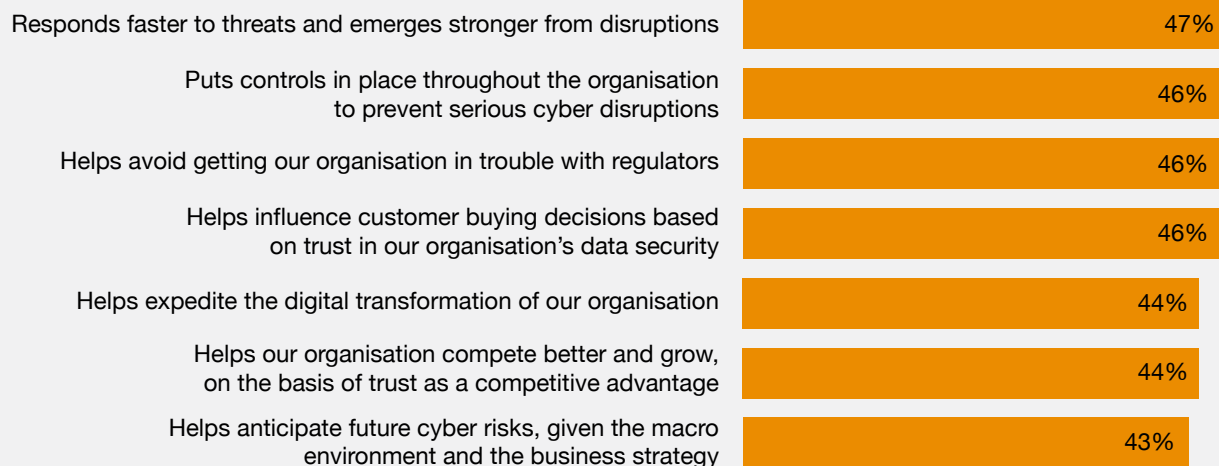 Responds faster to threats and emerges stronger from disruptions
47%
Puts controls in place throughout the organisation
to prevent serious cyber disruptions
46%
Helps avoid getting our organisation in trouble with regulators
46%
Helps influence customer buying decisions based
on trust in our organisation’s data security
46%
Helps expedite the digital transformation of our organisation
44%
Helps our organisation compete better and grow,
on the basis of trust as a competitive advantage
44%
Helps anticipate future cyber risks, given the macro
environment and the business strategy
43%